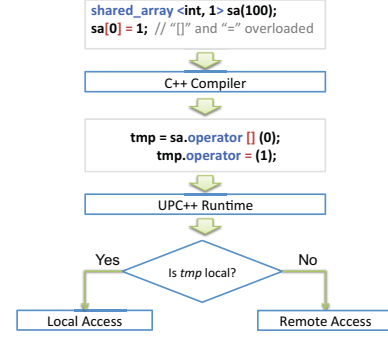 shared_array <int, 1> sa(100);
sa[0] = 1; // “[]” and “=” overloaded
C++ Compiler
tmp = sa.operator [] (0);
tmp.operator = (1);
UPC++ Runtime
Is tmp local?
Yes
No
Local Access
Remote Access